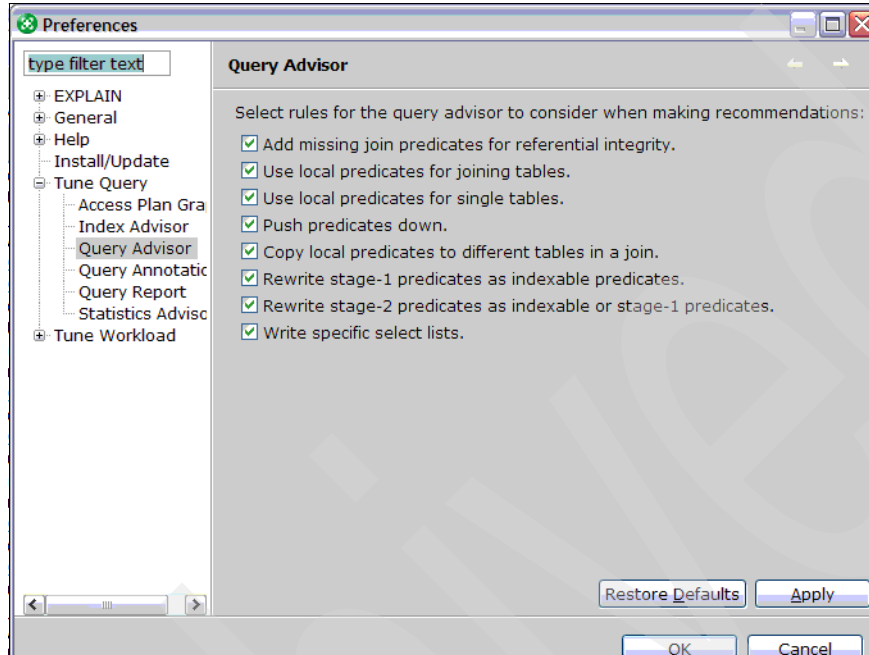 Preferences
type filter text
EXPLAIN
General
Help
Install/Update
Tune Query
Access Plan Gra
Index Advisor
Query Advisor
Query Annotatic
Query Report
Statistics Adviso
Tune Workload
Query Advisor
Select rules for the query advisor to consider when making recommendations:
Add missing join predicates for referential integrity.
Use local predicates for joining tables.
Use local predicates for single tables.
Push predicates down.
Copy local predicates to different tables in a join.
Rewrite stage-1 predicates as indexable predicates.
Rewrite stage-2 predicates as indexable or stage-1 predicates.
Write specific select lists.
Restore Defaults
Apply
OK
Cancel